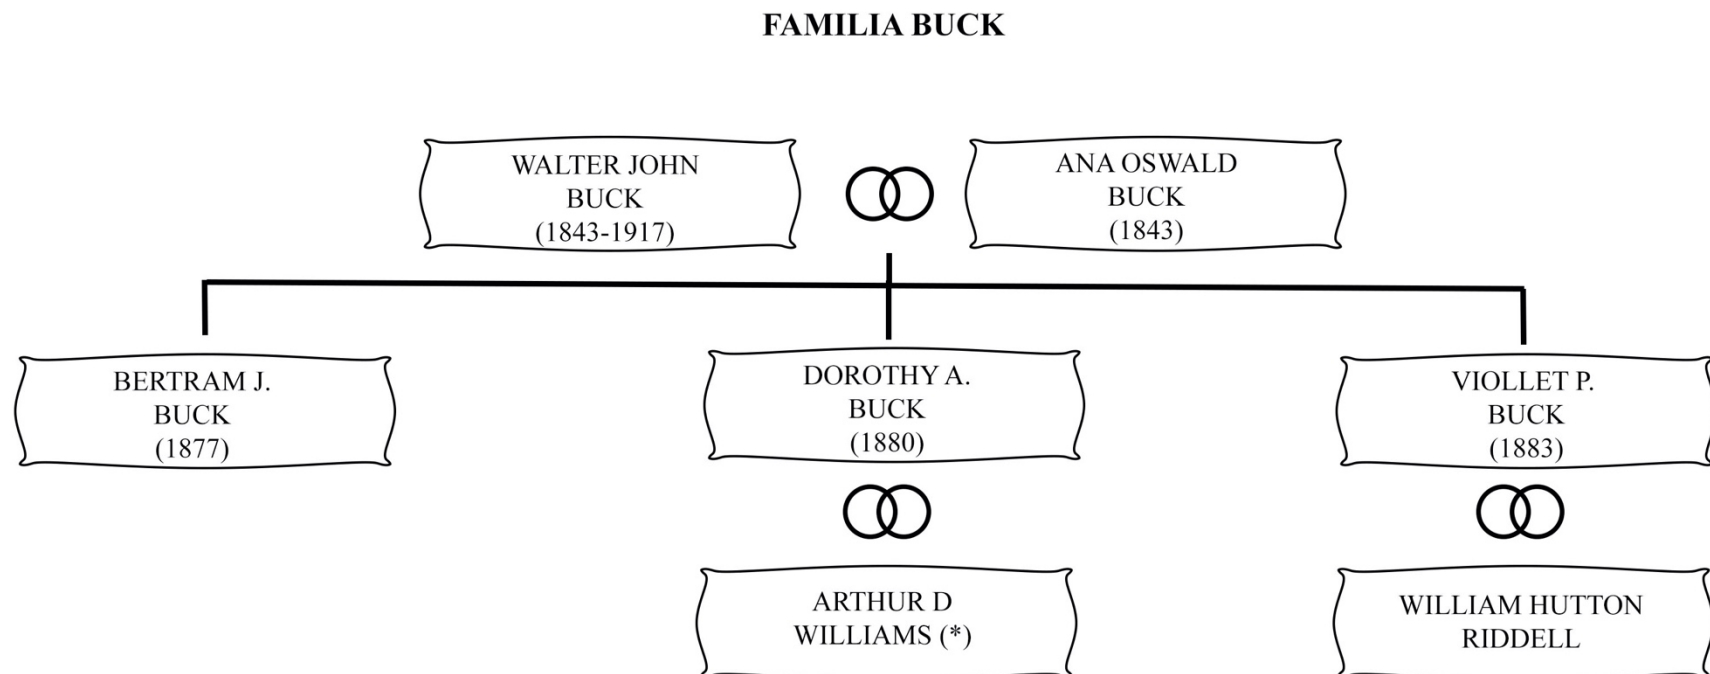 FAMILIA BUCK
WALTER JOHN
BUCK
(1843-1917)
ANA OSWALD
BUCK
(1843)
BERTRAM J.
BUCK
(1877)
DOROTHY A.
BUCK
(1880)
VIOLLET P.
BUCK
(1883)
ARTHUR D
WILLIAMS (*)
WILLIAM HUTTON
RIDDELL